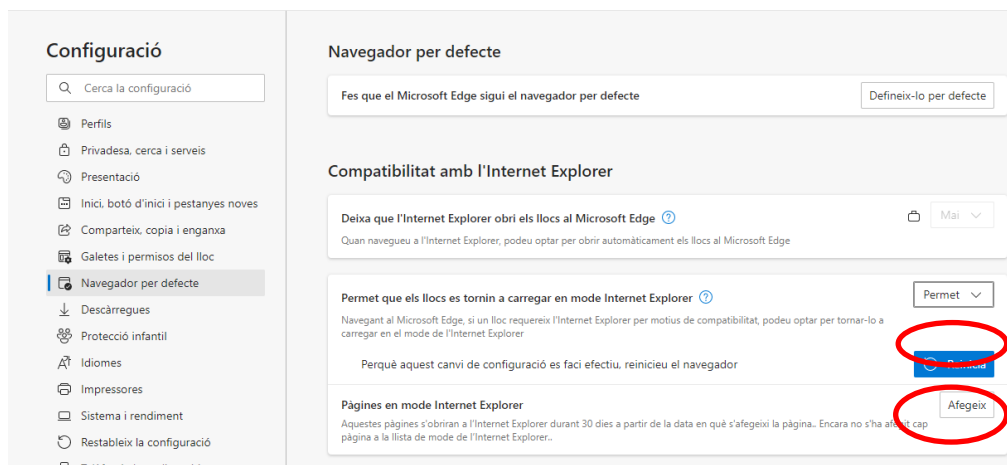 Configuració
Cerca la configuració
Perfils
Privadesa, cerca i serveis
Presentació
Inici, botó d'inici i pestanyes noves
Comparteix, copia i enganxa
Galetes i permisos del lloc
Navegador per defecte
Descàrregues
Protecció infantil
Idiomes
Impressores
Sistema i rendiment
Restableix la configuració
Navegador per defecte
Fes que el Microsoft Edge sigui el navegador per defecte
Defineix-lo per defecte
Compatibilitat amb l'Internet Explorer
Deixa que l'Internet Explorer obri els llocs al Microsoft Edge
Mai
Quan navegueu a l'Internet Explorer, podeu optar per obrir automàticament els llocs al Microsoft Edge
Permet que els llocs es tornin a carregar en mode Internet Explorer
Permet
Navegant al Microsoft Edge, si un lloc requereix l'Internet Explorer per motius de compatibilitat, podeu optar per tornar-lo a
carregar en el mode de l'Internet Explorer
Perquè aquest canvi de configuració es faci efectiu, reinicieu el navegador
Reinicia
Pàgines en mode Internet Explorer
Afegeix
Aquestes pàgines s'obriran a l'Internet Explorer durant 30 dies a partir de la data en què s'afegeixi la pàgina.. Encara no s'ha afegit cap
pàgina a la llista de mode de l'Internet Explorer..